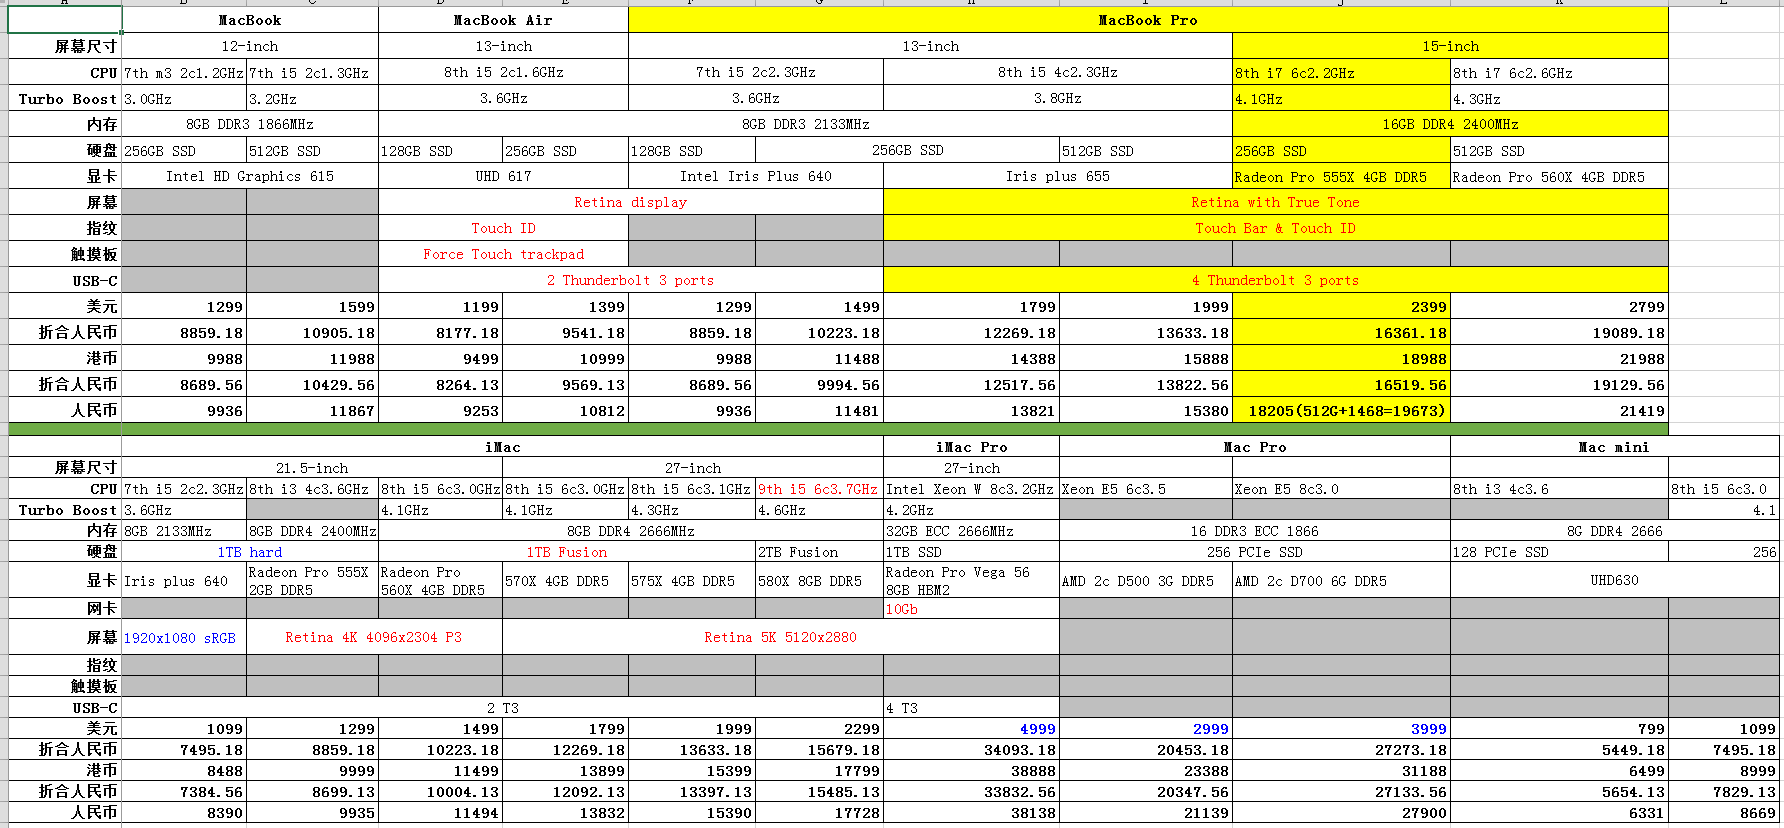 MacBook MacBook Air MacBook Pro
屏幕尺寸 12-inch 13-inch 13-inch 15-inch
CPU 7th m3 2c1.2GHz 7th i5 2c1.3GHz 8th i5 2c1.6GHz 7th i5 2c2.3GHz 8th i5 4c2.3GHz 8th i7 6c2.2GHz 8th i7 6c2.6GHz
Turbo Boost 3.0GHz 3.2GHz 3.6GHz 3.6GHz 3.8GHz 4.1GHz 4.3GHz
内存 8GB DDR3 1866MHz 8GB DDR3 2133MHz 16GB DDR4 2400MHz
硬盘 256GB SSD 512GB SSD 128GB SSD 256GB SSD 128GB SSD 256GB SSD 512GB SSD 256GB SSD 512GB SSD
显卡 Intel HD Graphics 615 UHD 617 Intel Iris Plus 640 Iris plus 655 Radeon Pro 555X 4GB DDR5 Radeon Pro 560X 4GB DDR5
屏幕 Retina display Retina with True Tone
指纹 Touch ID Touch Bar & Touch ID
触摸板 Force Touch trackpad
USB-C 2 Thunderbolt 3 ports 4 Thunderbolt 3 ports
美元 1299 1599 1199 1399 1299 1499 1799 1999 2399 2799
折合人民币 8859.18 10905.18 8177.18 9541.18 8859.18 10223.18 12269.18 13633.18 16361.18 19089.18
港币 9988 11988 9499 10999 9988 11488 14388 15888 18988 21988
折合人民币 8689.56 10429.56 8264.13 9569.13 8689.56 9994.56 12517.56 13822.56 16519.56 19129.56
人民币 9936 11867 9253 10812 9936 11481 13821 15380 18205(512G+1468=19673) 21419
iMac iMac Pro Mac Pro Mac mini
屏幕尺寸 21.5-inch 27-inch 27-inch
CPU 7th i5 2c2.3GHz 8th i3 4c3.6GHz 8th i5 6c3.0GHz 8th i5 6c3.0GHz 8th i5 6c3.1GHz 9th i5 6c3.7GHz Intel Xeon W 8c3.2GHz Xeon E5 6c3.5 Xeon E5 8c3.0 8th i3 4c3.6 8th i5 6c3.0
Turbo Boost 3.6GHz 4.1GHz 4.1GHz 4.3GHz 4.6GHz 4.2GHz 4.1
内存 8GB 2133MHz 8GB DDR4 2400MHz 8GB DDR4 2666MHz 32GB ECC 2666MHz 16 DDR3 ECC 1866 8G DDR4 2666
硬盘 1TB hard 1TB Fusion 2TB Fusion 1TB SSD 256 PCIe SSD 128 PCIe SSD 256
显卡 Iris plus 640 Radeon Pro 555X 2GB DDR5 Radeon Pro 560X 4GB DDR5 570X 4GB DDR5 575X 4GB DDR5 580X 8GB DDR5 Radeon Pro Vega 56 8GB HBM2 AMD 2c D500 3G DDR5 AMD 2c D700 6G DDR5 UHD630
网卡 10Gb
屏幕 1920x1080 sRGB Retina 4K 4096x2304 P3 Retina 5K 5120x2880
指纹
触摸板
USB-C 2 T3 4 T3
美元 1099 1299 1499 1799 1999 2299 4999 2999 3999 799 1099
折合人民币 7495.18 8859.18 10223.18 12269.18 13633.18 15679.18 34093.18 20453.18 27273.18 5449.18 7495.18
港币 8488 9999 11499 13899 15399 17799 38888 23388 31188 6499 8999
折合人民币 7384.56 8699.13 10004.13 12092.13 13397.13 15485.13 33832.56 20347.56 27133.56 5654.13 7829.13
人民币 8390 9935 11494 13832 15390 17728 38138 21139 27900 6331 8669